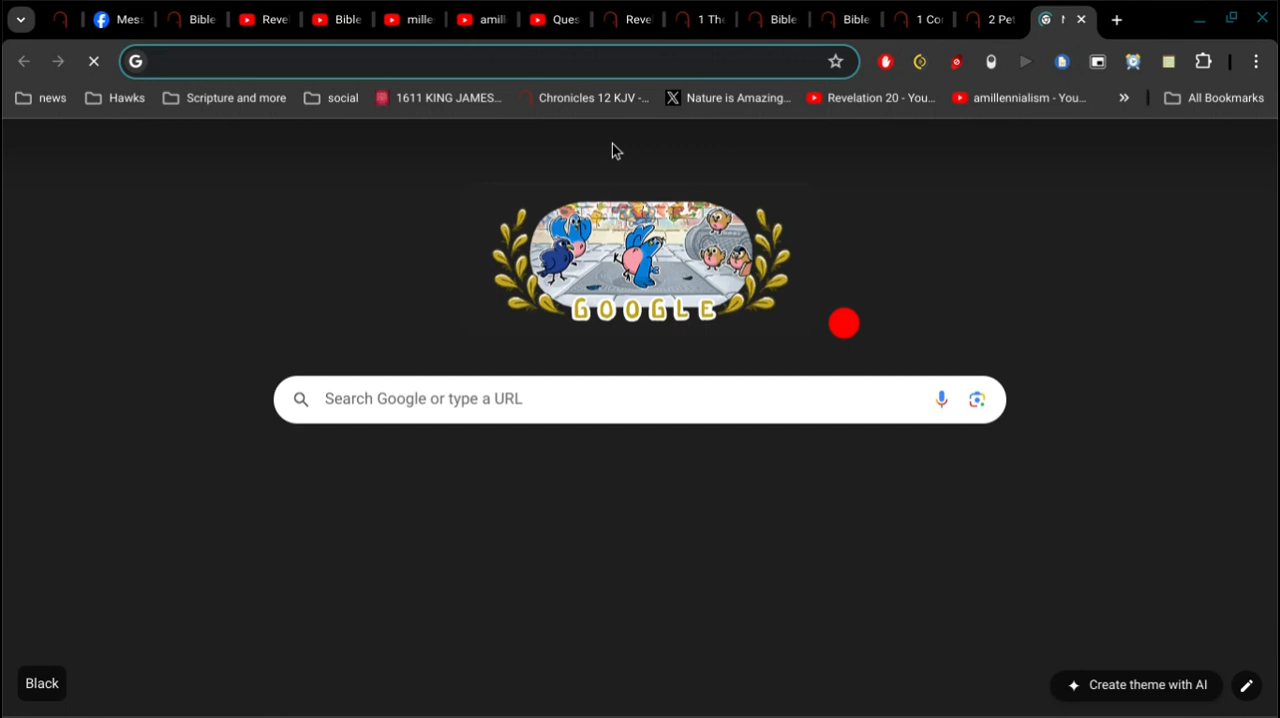 Mess
Bible
Reve
Bible
mille
amill
Ques
Reve
1 The
Bible
Bible
1 Cor
2 Pet
G
news
Hawks
Scripture and more
social
1611 KING JAMES...
Chronicles 12 KJV -...
X
Nature is Amazing...
Revelation 20 - You...
amillennialism - You...
»
All Bookmarks
GOOGLE
Search Google or type a URL
Black
Create theme with AI